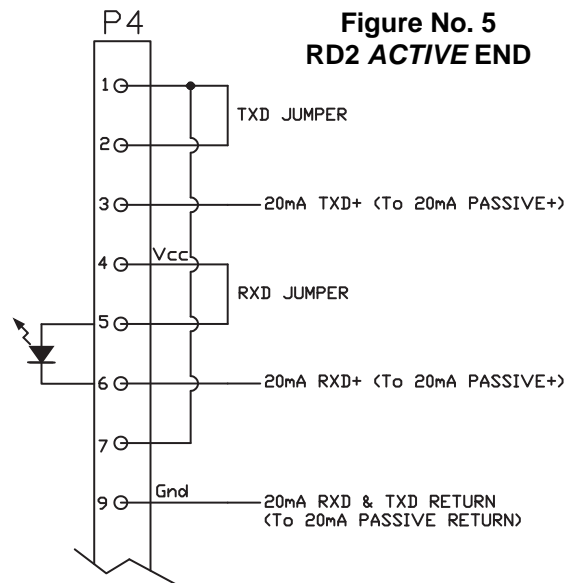 P4
Figure No. 5
RD2 ACTIVE END
1
TXD JUMPER
2
3
20mA TXD+ (To 20mA PASSIVE+)
4
Vcc
RXD JUMPER
5
6
20mA RXD+ (To 20mA PASSIVE+)
7
9
Gnd
20mA RXD & TXD RETURN
(To 20mA PASSIVE RETURN)